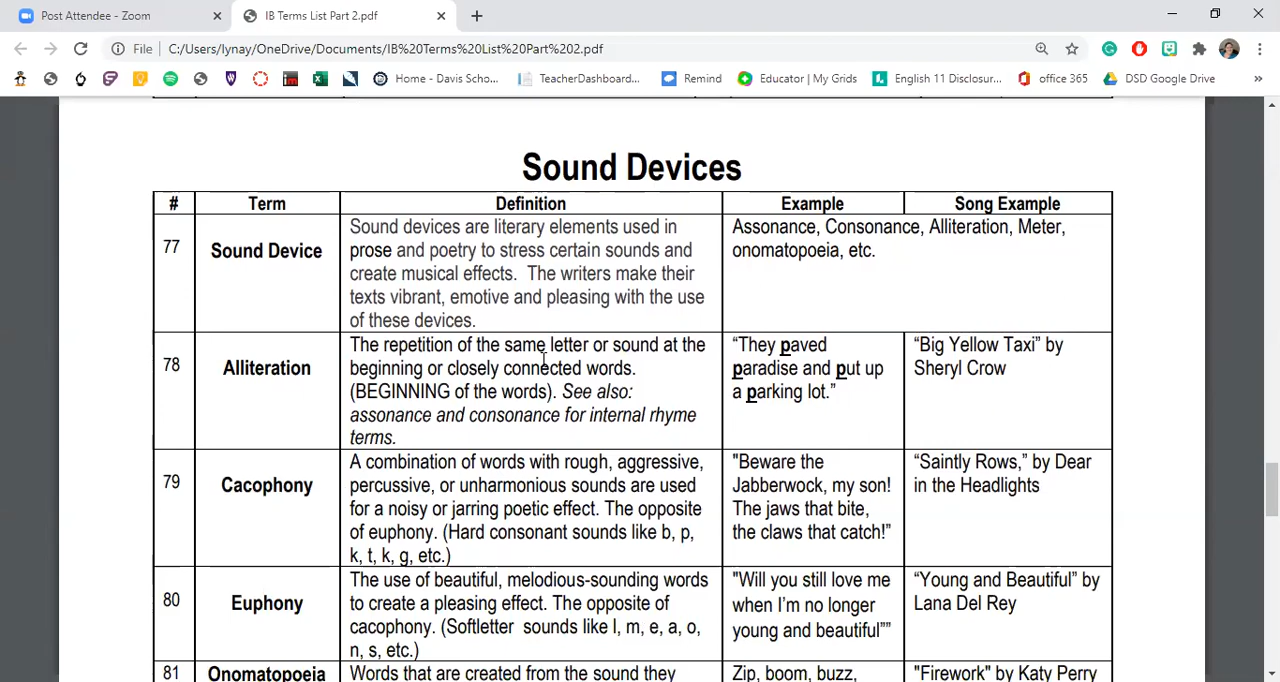 Post Attendee - Zoom
IB Terms List Part 2.pdf
File
C:/Users/lynay/OneDrive/Documents/IB%20Terms%20List%20Part%202.pdf
Home - Davis Scho...
TeacherDashboard...
Remind
Educator | My Grids
English 11 Disclosur...
office 365
DSD Google Drive
»
Sound Devices
# Term Definition Example Song Example
77
Sound Device
Sound devices are literary elements used in
prose and poetry to stress certain sounds and
create musical effects. The writers make their
texts vibrant, emotive and pleasing with the use
of these devices.
Assonance, Consonance, Alliteration, Meter,
onomatopoeia, etc.
78
Alliteration
The repetition of the same letter or sound at the
beginning or closely connected words.
(BEGINNING of the words). See also:
assonance and consonance for internal rhyme
terms.
“They paved
paradise and put up
a parking lot.”
“Big Yellow Taxi” by
Sheryl Crow
79
Cacophony
A combination of words with rough, aggressive,
percussive, or unharmonious sounds are used
for a noisy or jarring poetic effect. The opposite
of euphony. (Hard consonant sounds like b, p,
k, t, k, g, etc.)
"Beware the
Jabberwock, my son!
The jaws that bite,
the claws that catch!”
“Saintly Rows,” by Dear
in the Headlights
80
Euphony
The use of beautiful, melodious-sounding words
to create a pleasing effect. The opposite of
cacophony. (Softletter sounds like l, m, e, a, o,
n, s, etc.)
"Will you still love me
when I’m no longer
young and beautiful””
“Young and Beautiful” by
Lana Del Rey
81
Onomatopoeia
Words that are created from the sound they
Zip, boom, buzz,
"Firework" by Katy Perry